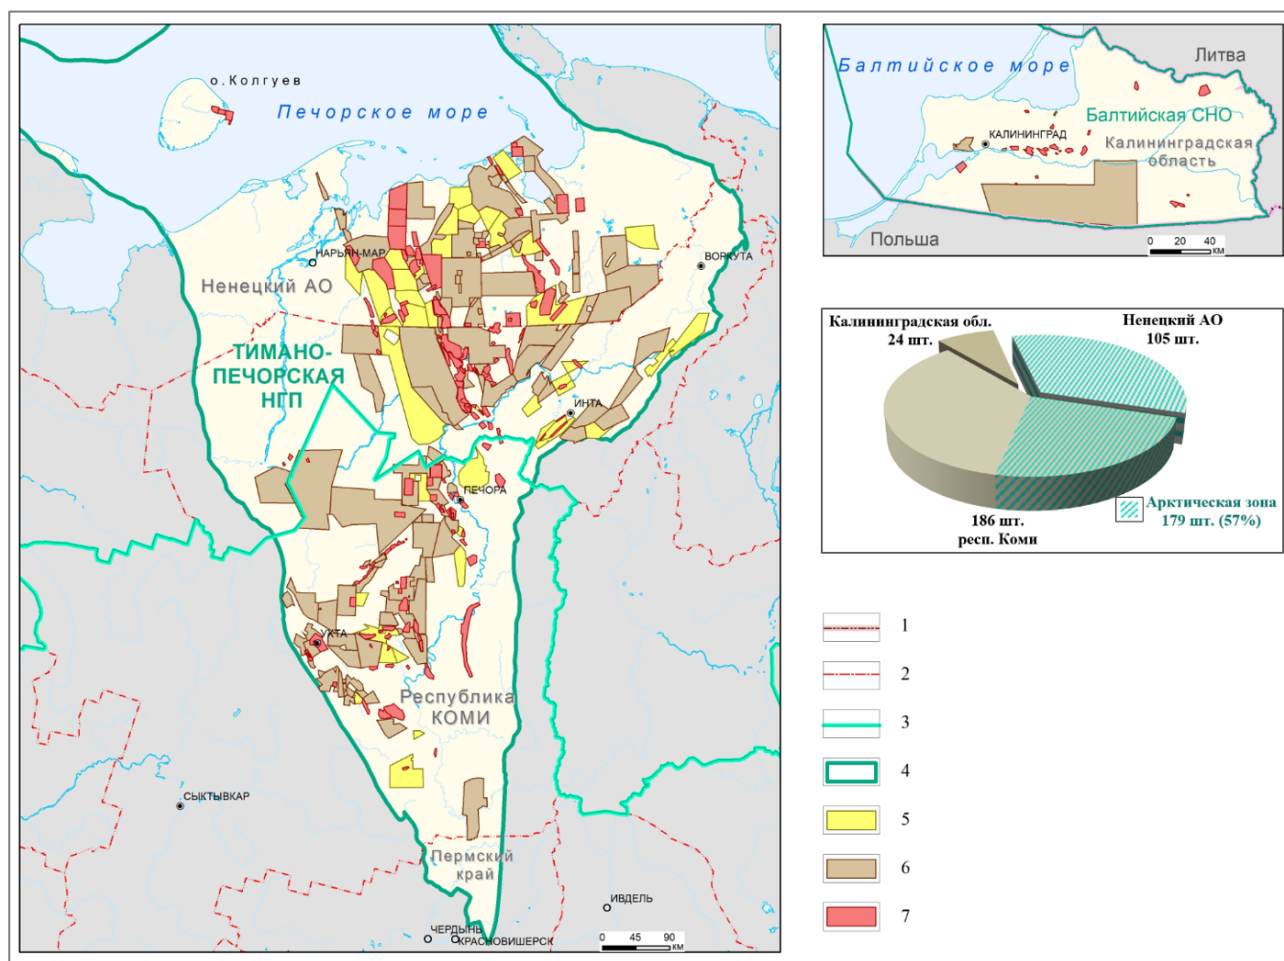 о. Колгуев
Печорское море
НАРЬЯН-МАР
ВОРКУТА
Ненецкий АО
ТИМАНО-
ПЕЧОРСКАЯ
НГП
ИНТА
ПЕЧОРА
УХТА
Республика
КОМИ
СЫКТЫВКАР
Пермский
край
ИВДЕЛЬ
ЧЕРДЫНЬ
КРАСНОВИШЕРСК
0 45 90
КМ
Литва
Балтийское море
Балтийская СНО
КАЛИНИНГРАД
Калининградская
область
Польша
0 20 40
КМ
Калининградская обл.
24 шт.
Ненецкий АО
105 шт.
186 шт.
респ. Коми
Арктическая зона
179 шт. (57%)
1
2
3
4
5
6
7